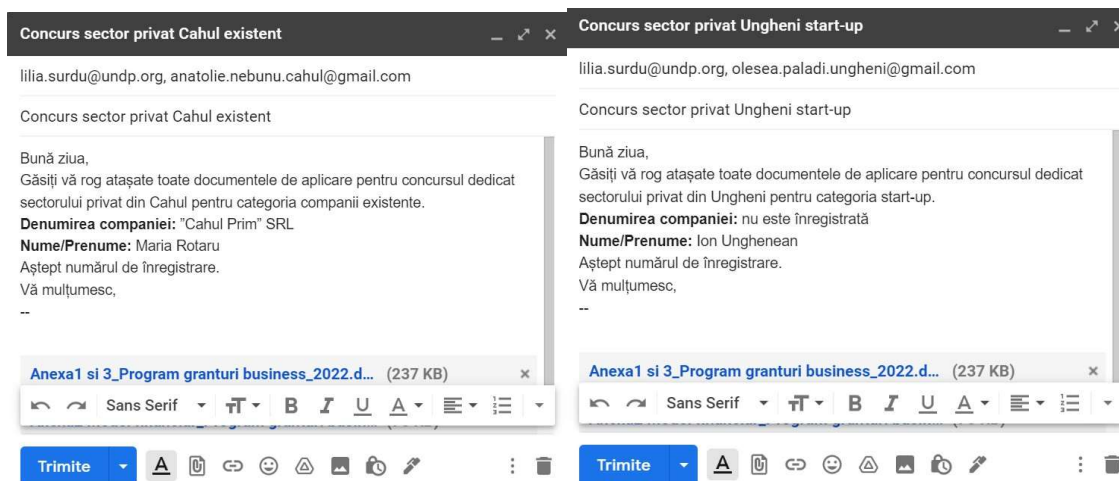 Concurs sector privat Cahul existent
lilia.surdu@undp.org, anatolie.nebunu.cahul@gmail.com
Concurs sector privat Cahul existent
Bună ziua,
Găsiți vă rog atașate toate documentele de aplicare pentru concursul dedicat
sectorului privat din Cahul pentru categoria companii existente.
Denumirea companiei: ”Cahul Prim” SRL
Nume/Prenume: Maria Rotaru
Aștept numărul de înregistrare.
Vă mulțumesc,
--
Anexa1 si 3_Program granturi business_2022.d... (237 KB)
Sans Serif
Trimite
Concurs sector privat Ungheni start-up
lilia.surdu@undp.org, olesea.paladi.ungheni@gmail.com
Concurs sector privat Ungheni start-up
Bună ziua,
Găsiți vă rog atașate toate documentele de aplicare pentru concursul dedicat
sectorului privat din Ungheni pentru categoria start-up.
Denumirea companiei: nu este înregistrată
Nume/Prenume: Ion Unghenean
Aștept numărul de înregistrare.
Vă mulțumesc,
--
Anexa1 si 3_Program granturi business_2022.d... (237 KB)
Sans Serif
Trimite